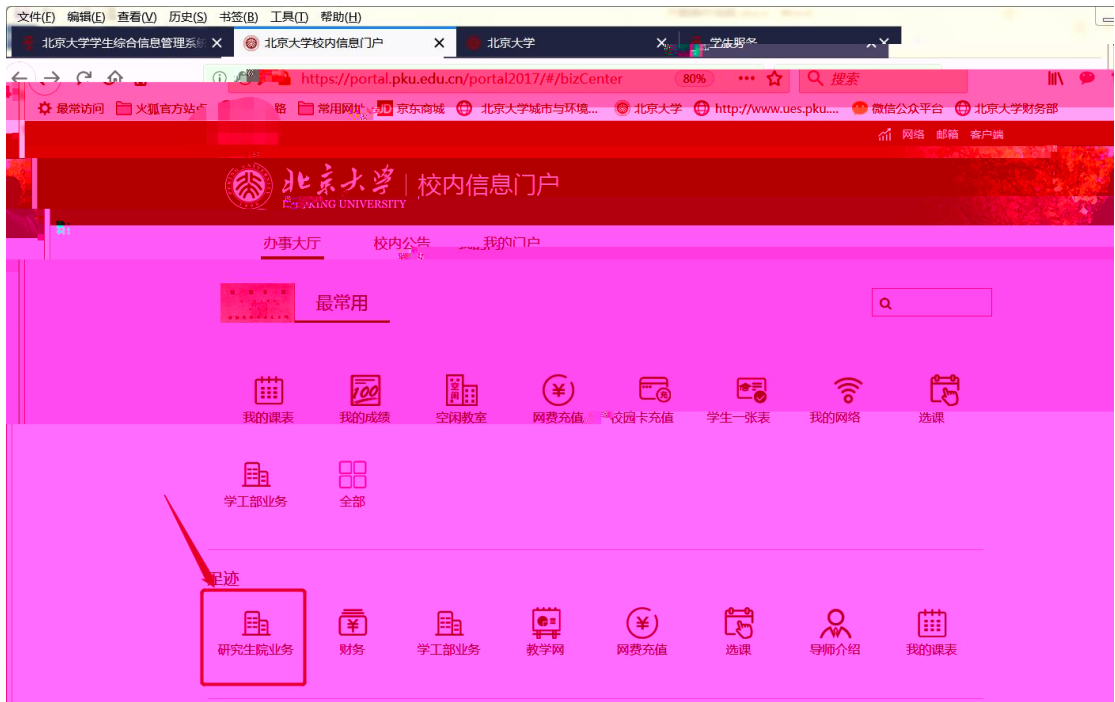 文件(F) 编辑(E) 查看(V) 历史(S) 书签(B) 工具(T) 帮助(H)
北京大学学生综合信息管理系统 北京大学校内信息门户 北京大学
https://portal.pku.edu.cn/portal2017/#/bizCenter 80% 搜索
最常访问 火狐官方站点 常用网址 JD 京东商城 北京大学城市与环境... 北京大学 http://www.ues.pku.... 微信公众平台 北京大学财务部
网络 邮箱 客户端
北京大学 校内信息门户
UNIVERSITY
办事大厅 校内公告 我的门户
最常用
我的课表 我的成绩 空闲教室 网费充值 校园卡充值 学生一张表 我的网络 选课
学工部业务 全部
足迹
研究生院业务 财务 学工部业务 教学网 网费充值 选课 导师介绍 我的课表